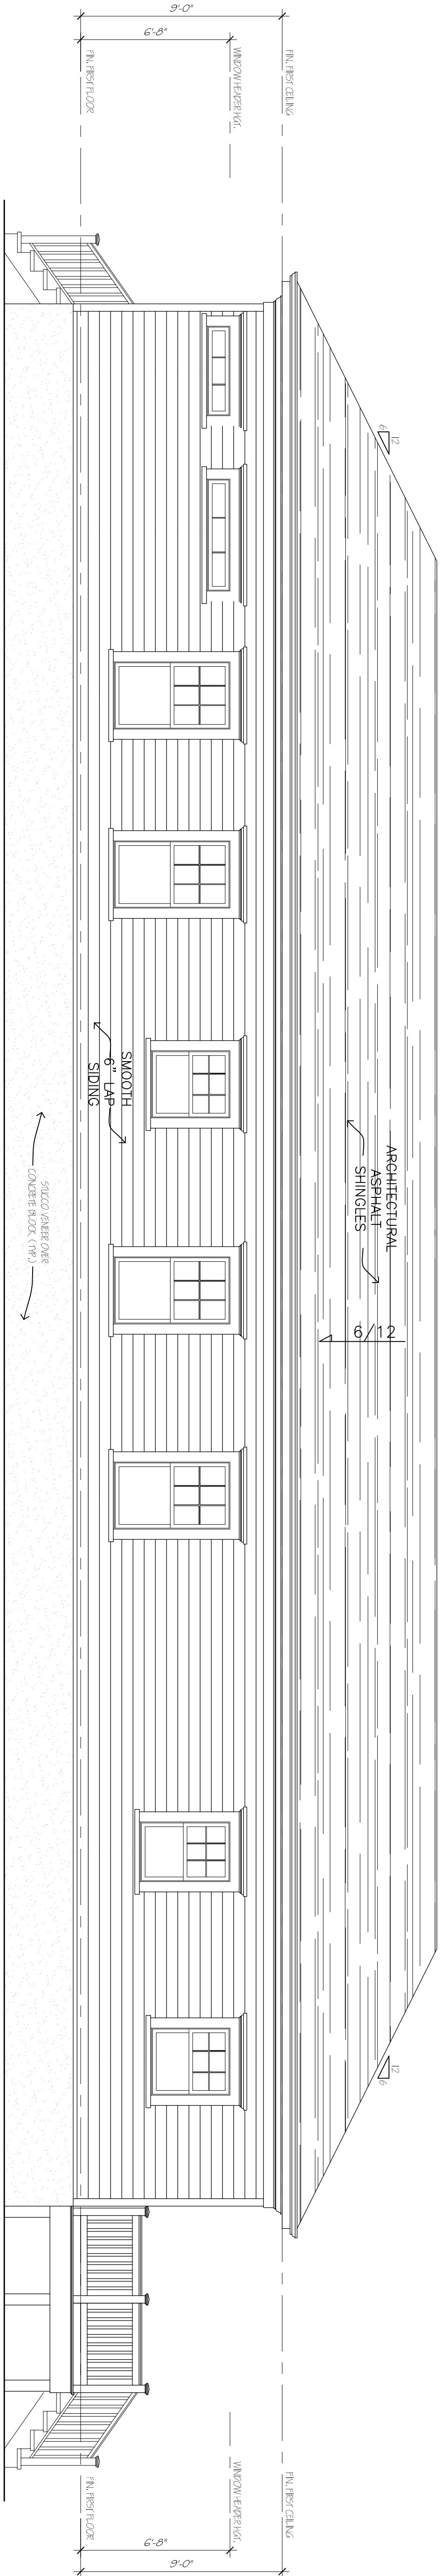 9'-0"
6'-8"
FIN. FIRST CEILING
WINDOW HEADER HGT.
FIN. FIRST FLOOR
12
6
ARCHITECTURAL
ASPHALT
SHINGLES
6/12
SMOOTH
6" LAP
SIDING
STUCCO VENEER OVER
CONCRETE BLOCK (TYP.)
12
6
FIN. FIRST CEILING
WINDOW HEADER HGT.
FIN. FIRST FLOOR
6'-8"
9'-0"